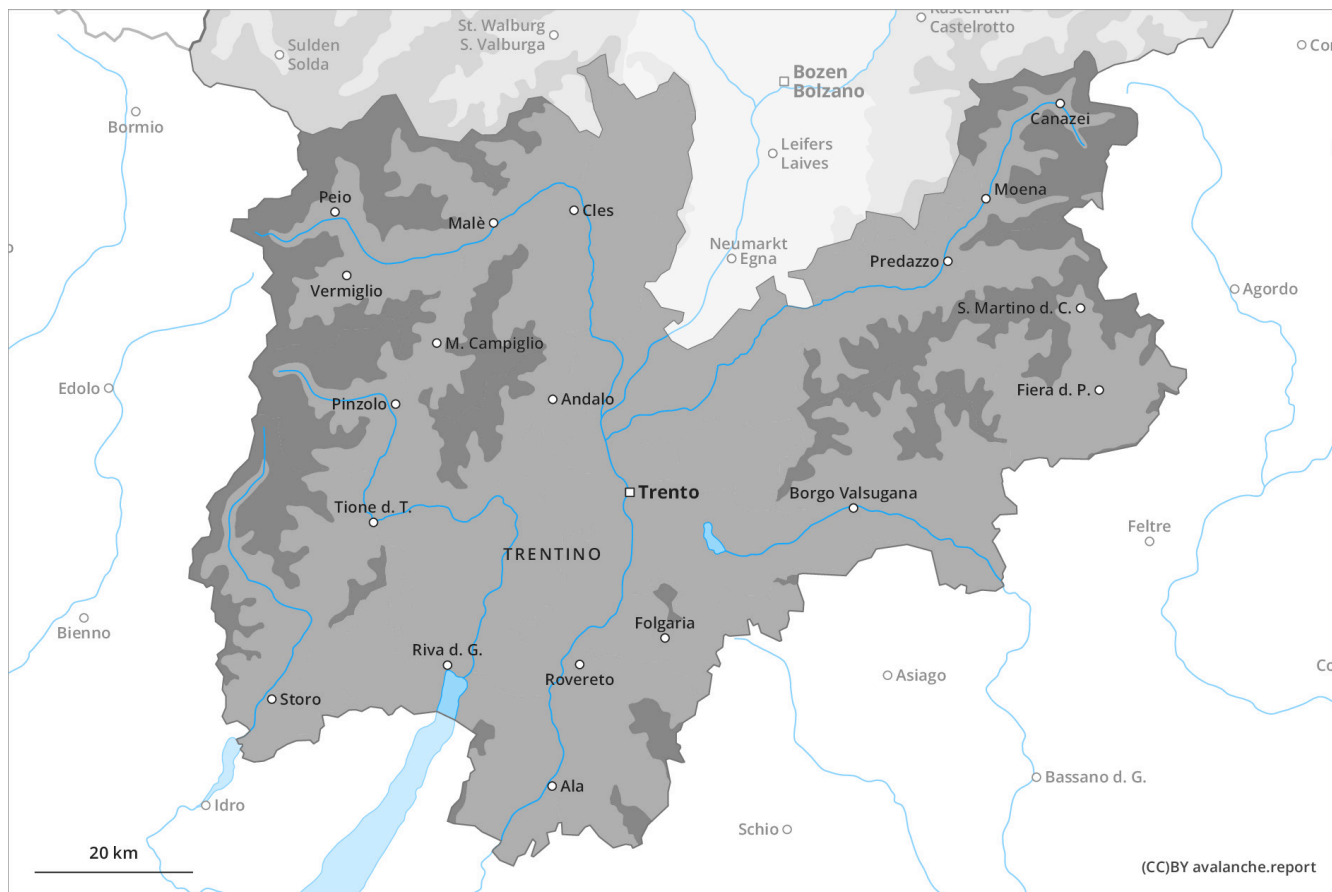 St. Walburg
S. Valburga
Kastelruth
Castelrotto
Sulden
Solda
Bozen
Bolzano
Bormio
Canazei
Leifers
Laives
Peio
Malè
Cles
Moena
Neumarkt
Egna
Predazzo
Vermiglio
Agordo
S. Martino d. C.
M. Campiglio
Edolo
Pinzolo
Andalo
Fiera d. P.
Trento
Borgo Valsugana
Tione d. T.
Feltre
TRENTINO
Bienno
Folgaria
Riva d. G.
Rovereto
Asiago
Storo
Ala
Bassano d. G.
Idro
Schio
20 km
(CC)BY avalanche.report